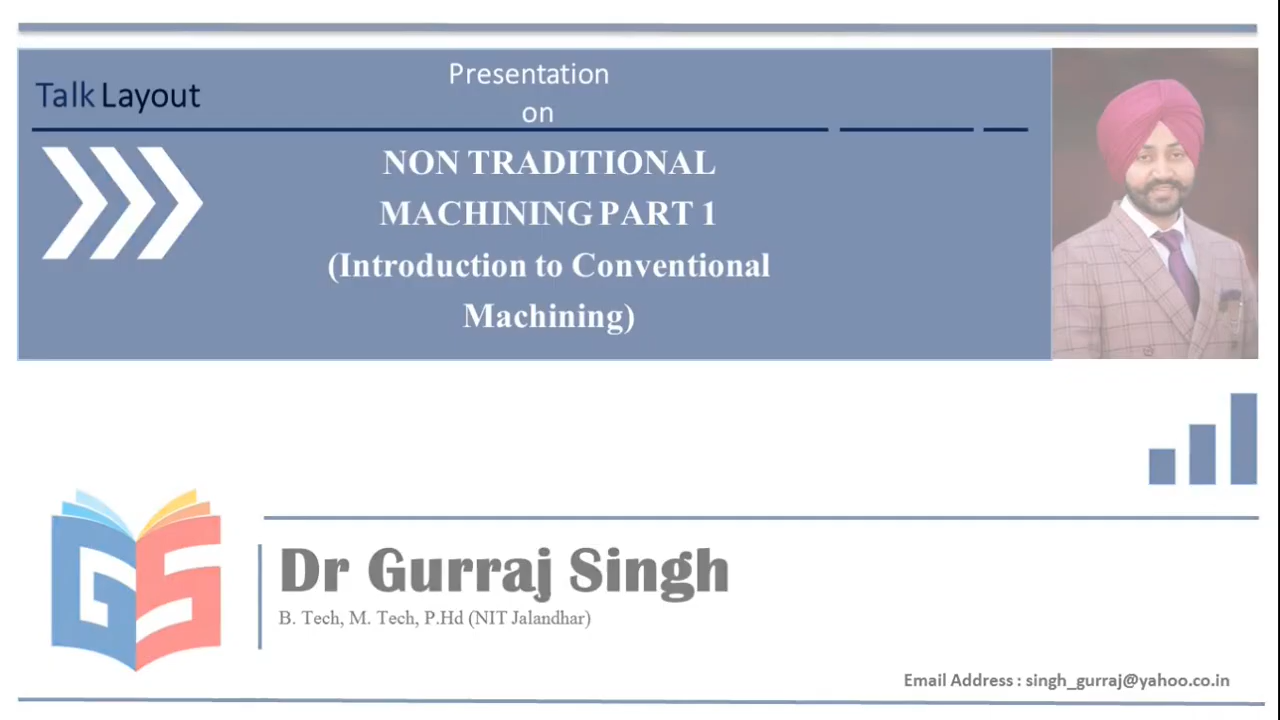 Talk Layout
Presentation
on
NON TRADITIONAL
MACHINING PART 1
(Introduction to Conventional
Machining)
GS
Dr Gurraj Singh
B. Tech, M. Tech, P.Hd (NIT Jalandhar)
Email Address : singh_gurraj@yahoo.co.in